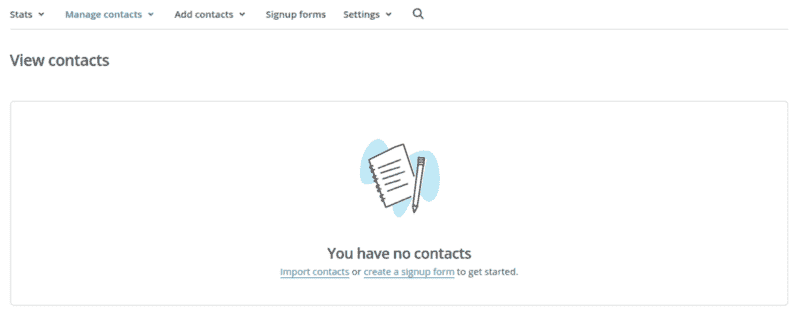 Stats Manage contacts Add contacts Signup forms Settings
View contacts
You have no contacts
Import contacts or create a signup form to get started.